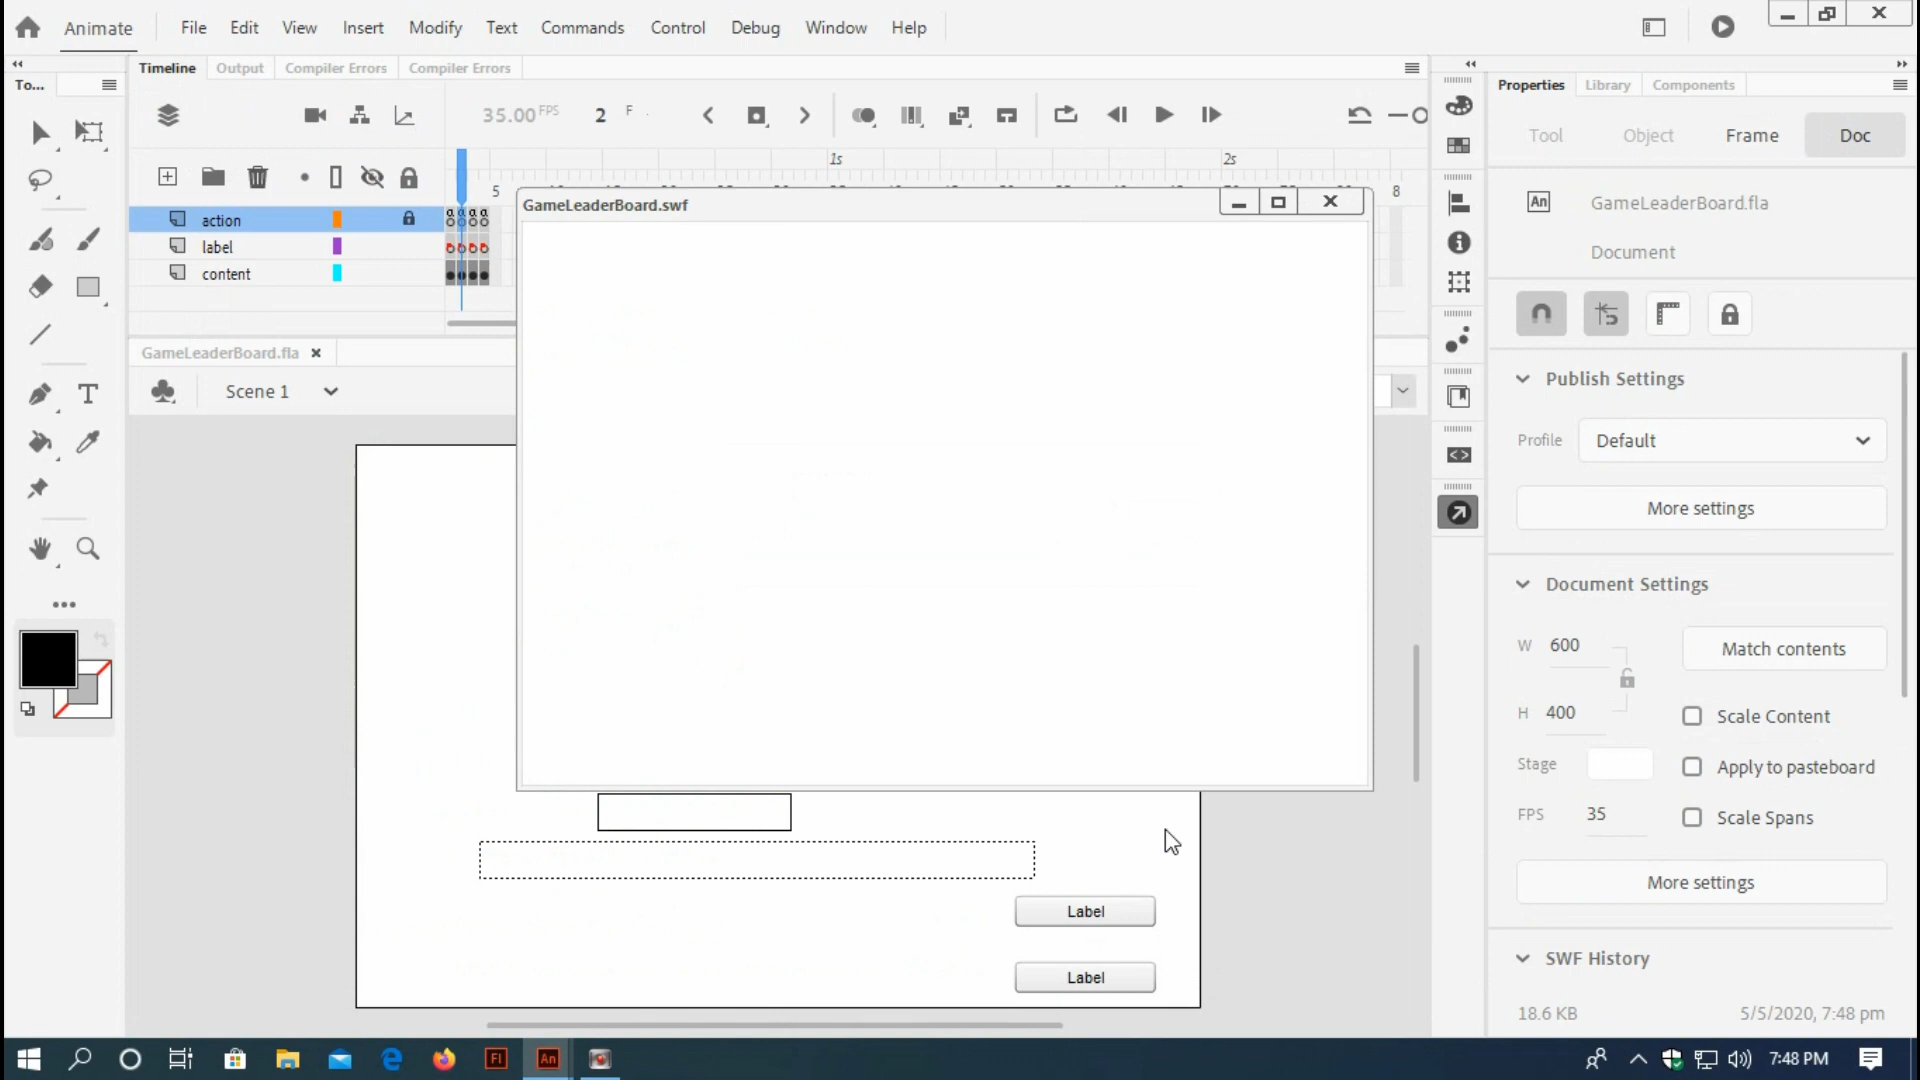 Animate File Edit View Insert Modify Text Commands Control Debug Window Help
To... Timeline Output Compiler Errors Compiler Errors
Properties Library Components
35.00 FPS 2 F
Tool Object Frame Doc
1s 2s
5
8
action
label
content
GameLeaderBoard.swf
An GameLeaderBoard.fla
Document
GameLeaderBoard.fla
Scene 1
Publish Settings
Profile Default
More settings
Document Settings
W 600 Match contents
H 400 Scale Content
Stage Apply to pasteboard
FPS 35 Scale Spans
More settings
Label
Label
SWF History
18.6 KB 5/5/2020, 7:48 pm
Fl An 7:48 PM